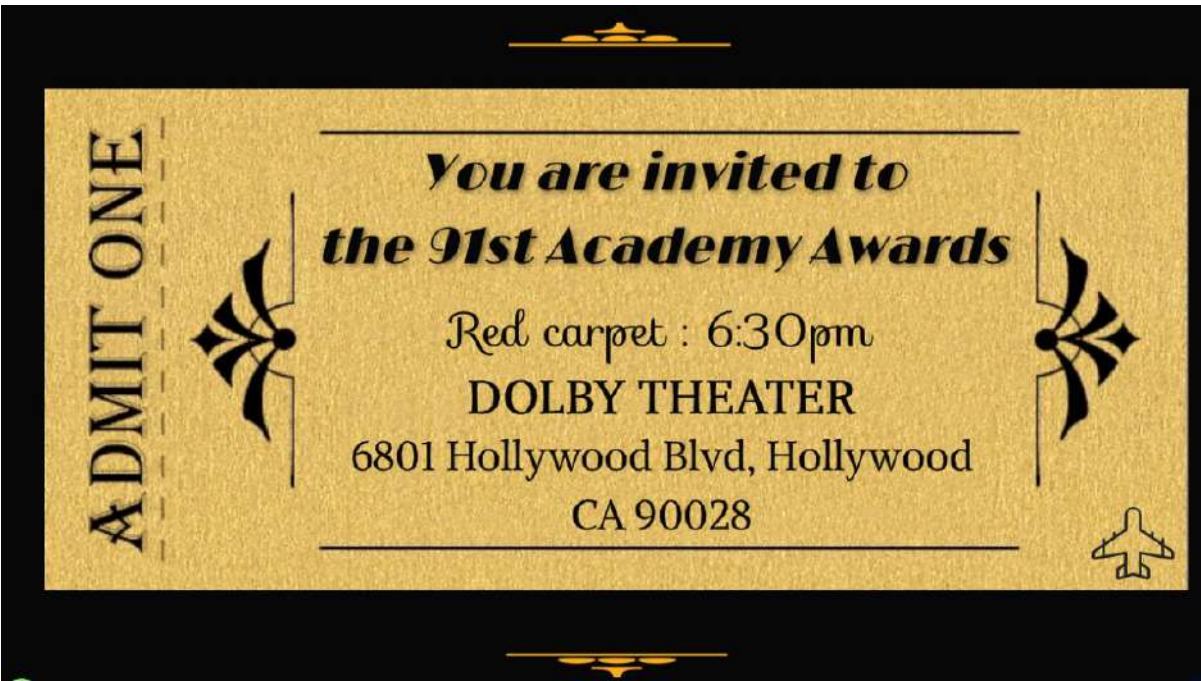 ADMIT ONE
You are invited to
the 91st Academy Awards
Red carpet : 6:30pm
DOLBY THEATER
6801 Hollywood Blvd, Hollywood
CA 90028